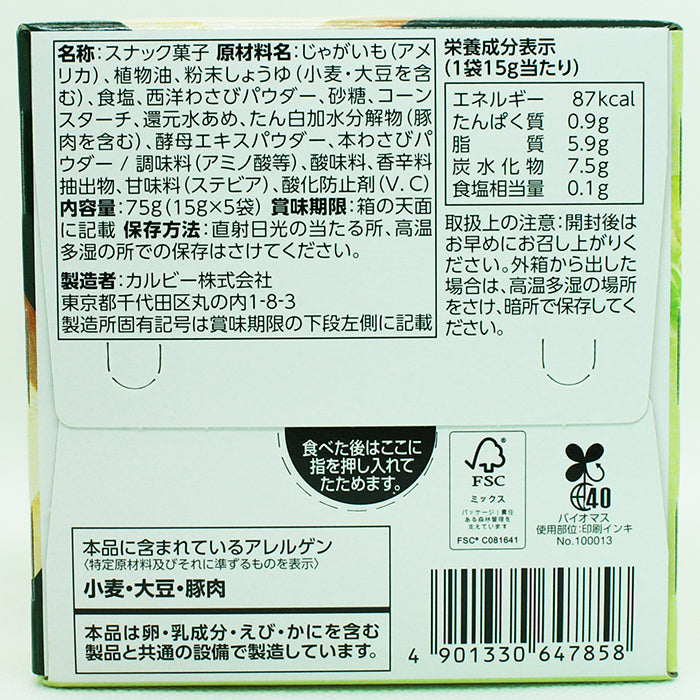 名称:スナック菓子 原材料名:じゃがいも(アメ
リカ)、植物油、粉末しょうゆ(小麦・大豆を含
む)、食塩、西洋わさびパウダー、砂糖、コーン
スターチ、還元水あめ、たん白加水分解物(豚
肉を含む)、酵母エキスパウダー、本わさびパ
ウダー / 調味料(アミノ酸等)、酸味料、香辛料
抽出物、甘味料(ステビア)、酸化防止剤(V.C)
内容量:75g(15g×5袋) 賞味期限:箱の天面
に記載 保存方法:直射日光の当たる所、高温
多湿の所での保存はさけてください。
製造者:カルビー株式会社
東京都千代田区丸の内1-8-3
製造所固有記号は賞味期限の下段左側に記載
栄養成分表示
(1袋15g当たり)
エネルギー 87kcal
たんぱく質 0.9g
脂質 5.9g
炭水化物 7.5g
食塩相当量 0.1g
取扱上の注意:開封後は
お早めにお召し上がりく
ださい。外箱から出した
場合は、高温多湿の場所
をさけ、暗所で保存してく
ださい。
食べた後はここに
指を押し入れて
たためます。
FSC
ミックス
パッケージ|責任
ある森林管理を
支えています
FSC® C081641
40
バイオマス
使用部位:印刷インキ
No.100013
本品に含まれているアレルゲン
〈特定原材料及びそれに準ずるものを表示〉
小麦・大豆・豚肉
本品は卵・乳成分・えび・かにを含む
製品と共通の設備で製造しています。
4 901330 647858